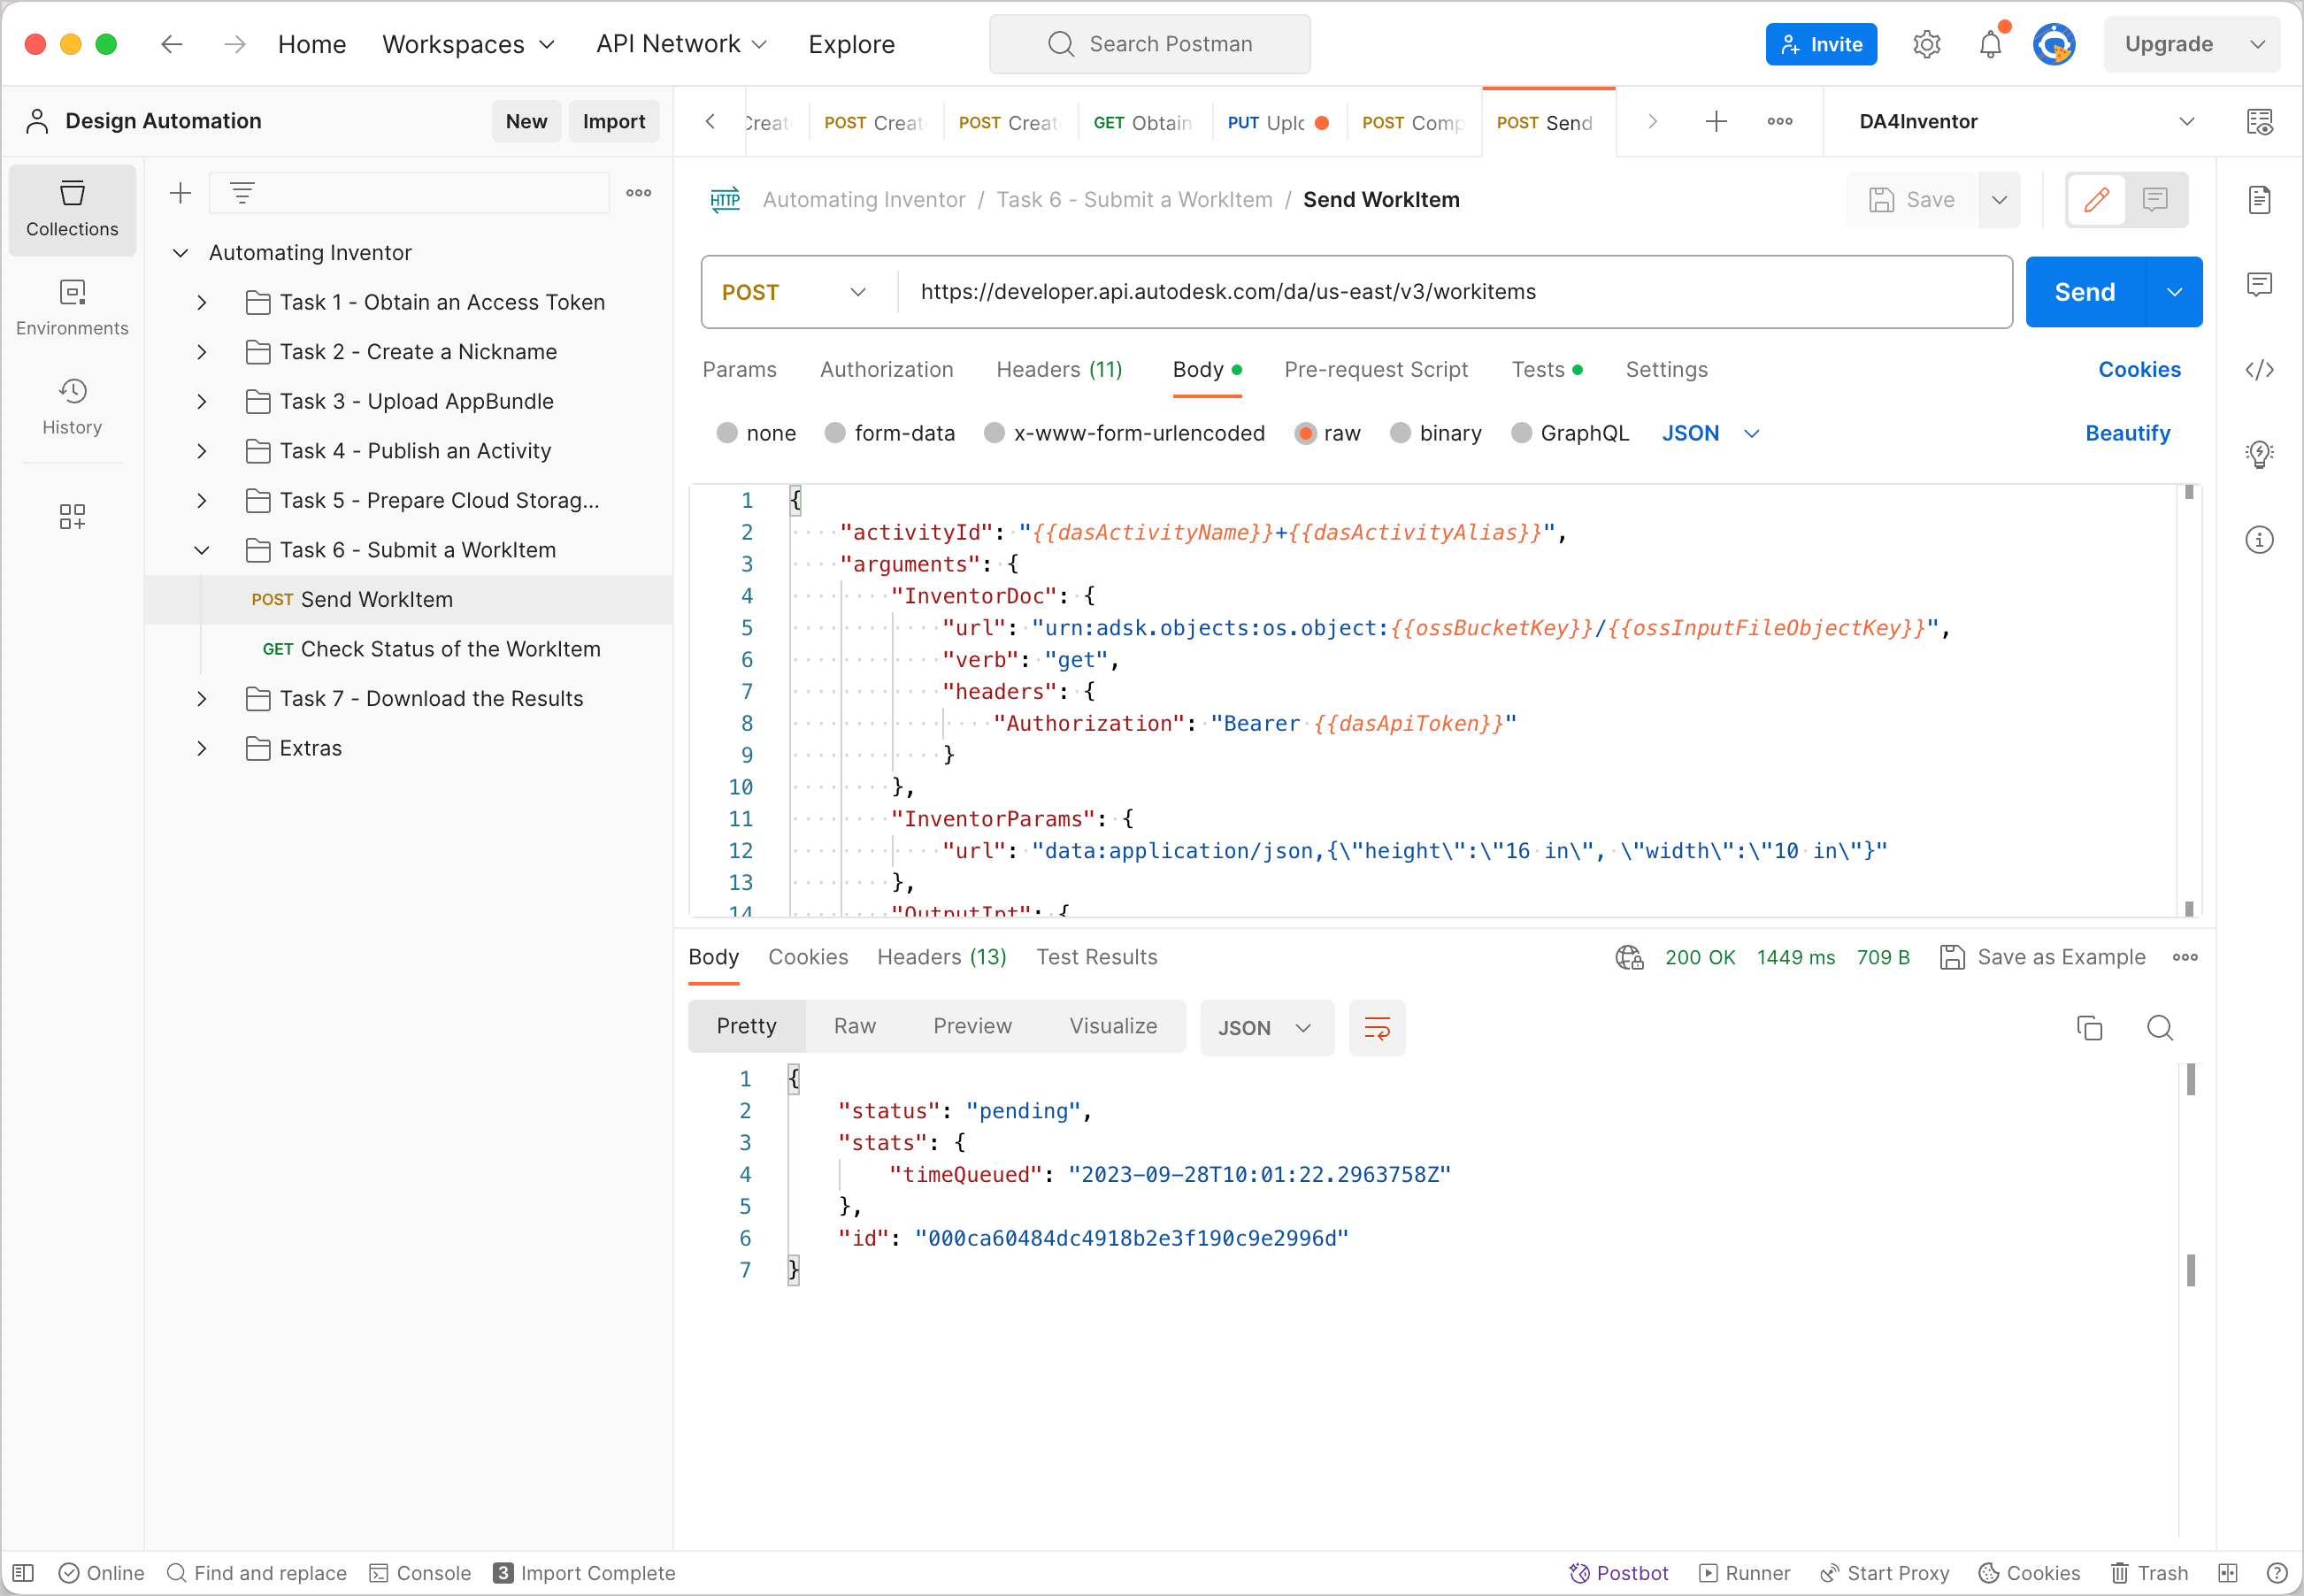 Home Workspaces API Network Explore Search Postman Invite Upgrade
Design Automation New Import
POST Creat POST Creat GET Obtain PUT Uplo POST Comp POST Send DA4Inventor
Collections
Environments
History
Automating Inventor
Task 1 - Obtain an Access Token
Task 2 - Create a Nickname
Task 3 - Upload AppBundle
Task 4 - Publish an Activity
Task 5 - Prepare Cloud Storag...
Task 6 - Submit a WorkItem
POST Send WorkItem
GET Check Status of the WorkItem
Task 7 - Download the Results
Extras
HTTP Automating Inventor / Task 6 - Submit a WorkItem / Send WorkItem Save
POST https://developer.api.autodesk.com/da/us-east/v3/workitems Send
Params Authorization Headers (11) Body Pre-request Script Tests Settings Cookies
none form-data x-www-form-urlencoded raw binary GraphQL JSON Beautify
1 {
2 "activityId": "{{dasActivityName}}+{{dasActivityAlias}}",
3 "arguments": {
4 "InventorDoc": {
5 "url": "urn:adsk.objects:os.object:{{ossBucketKey}}/{{ossInputFileObjectKey}}",
6 "verb": "get",
7 "headers": {
8 "Authorization": "Bearer {{dasApiToken}}"
9 }
10 },
11 "InventorParams": {
12 "url": "data:application/json,{\"height\":\"16 in\", \"width\":\"10 in\"}"
13 },
14 "OutputIpt": {
Body Cookies Headers (13) Test Results 200 OK 1449 ms 709 B Save as Example
Pretty Raw Preview Visualize JSON
1 {
2 "status": "pending",
3 "stats": {
4 "timeQueued": "2023-09-28T10:01:22.2963758Z"
5 },
6 "id": "000ca60484dc4918b2e3f190c9e2996d"
7 }
Online Find and replace Console 3 Import Complete Postbot Runner Start Proxy Cookies Trash